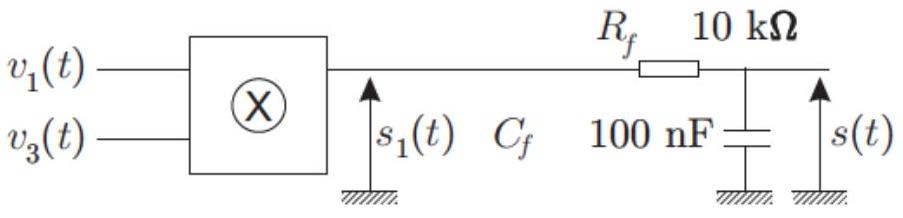 R_f 10 kΩ
v_1(t)
X
v_3(t)
s_1(t) C_f 100 nF s(t)